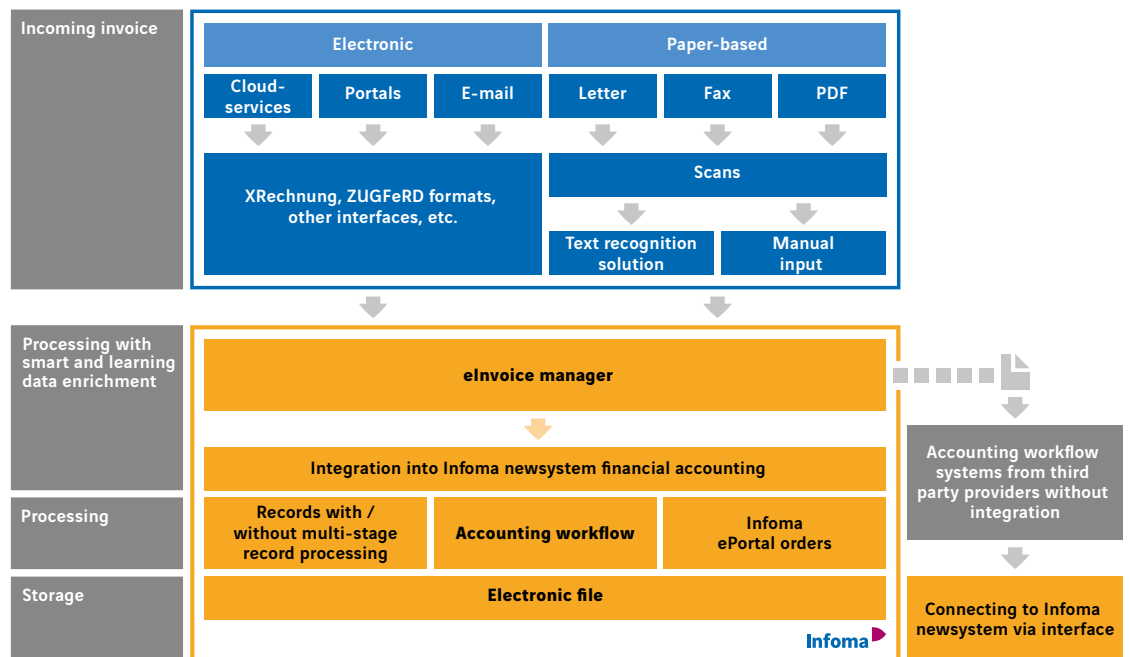 Incoming invoice
Electronic
Paper-based
Cloud-
services
Portals
E-mail
Letter
Fax
PDF
XRechnung, ZUGFeRD formats,
other interfaces, etc.
Scans
Text recognition
solution
Manual
input
Processing with
smart and learning
data enrichment
eInvoice manager
Integration into Infoma newsystem financial accounting
Accounting workflow
systems from third
party providers without
integration
Processing
Records with /
without multi-stage
record processing
Accounting workflow
Infoma
ePortal orders
Storage
Electronic file
Connecting to Infoma
newsystem via interface
Infoma